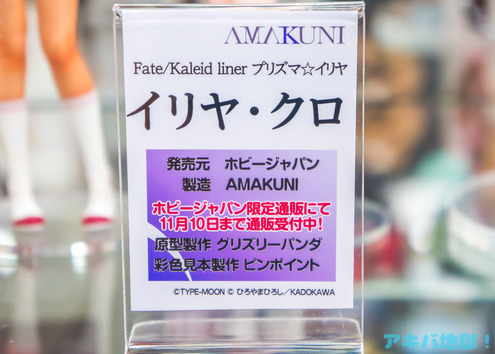 AMAKUNI
Fate/Kaleid liner プリズマ☆イリヤ
イリヤ・クロ
発売元 ホビージャパン
製造 AMAKUNI
ホビージャパン限定通販にて
11月10日まで通販受付中!
原型製作 グリズリーパンダ
彩色見本製作 ピンポイント
©TYPE-MOON © ひろやまひろし/KADOKAWA
アキバ地図!